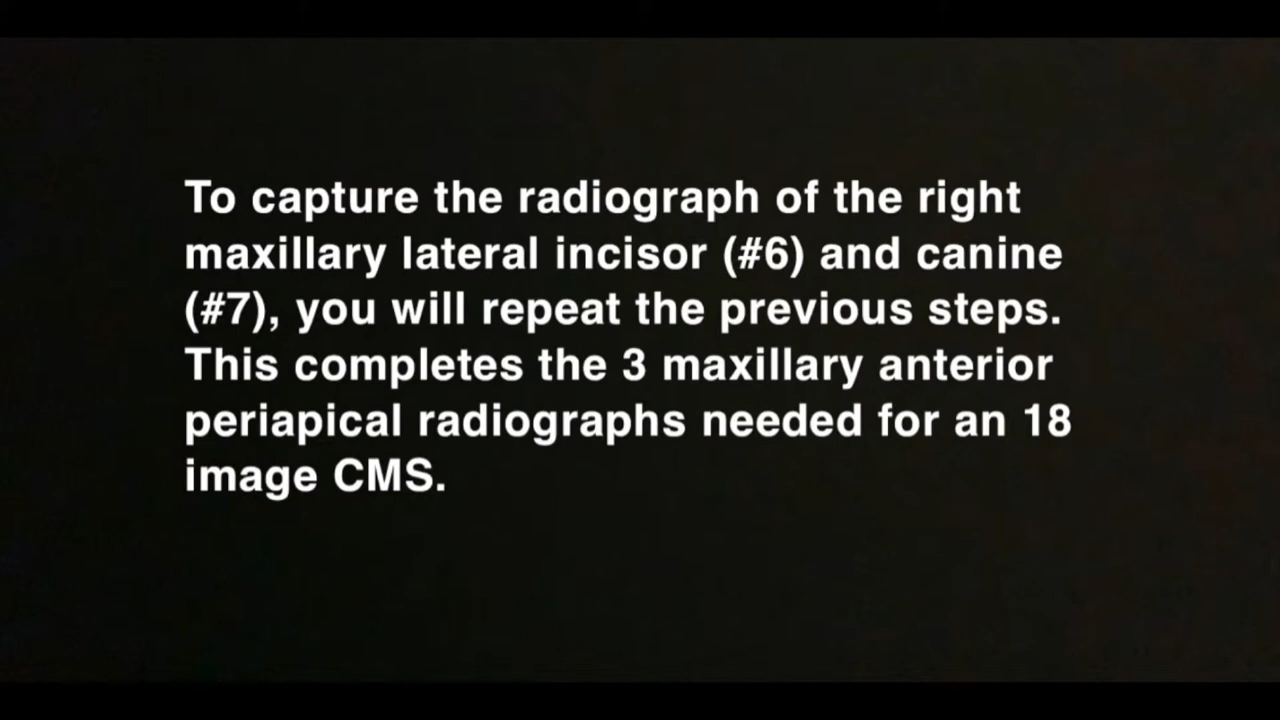 To capture the radiograph of the right
maxillary lateral incisor (#6) and canine
(#7), you will repeat the previous steps.
This completes the 3 maxillary anterior
periapical radiographs needed for an 18
image CMS.